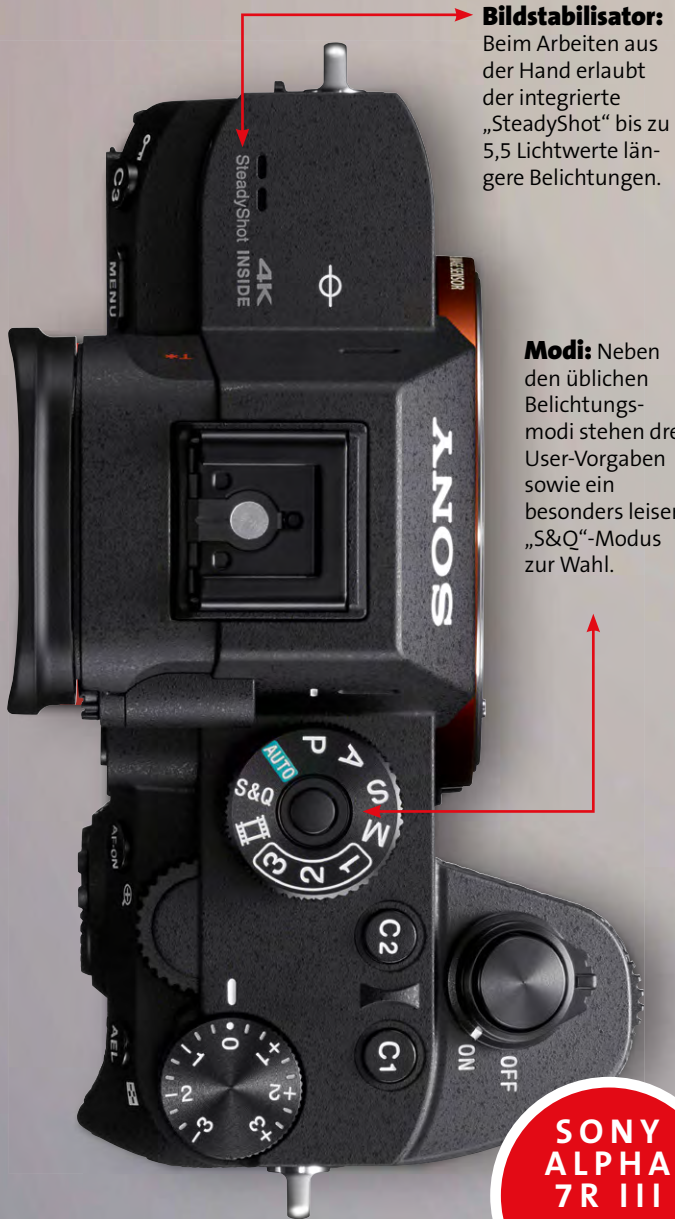 Bildstabilisator:
Beim Arbeiten aus
der Hand erlaubt
der integrierte
„SteadyShot“ bis zu
5,5 Lichtwerte län-
gere Belichtungen.
Modi: Neben
den üblichen
Belichtungs-
modi stehen dre
User-Vorgaben
sowie ein
besonders leiser
„S&Q“-Modus
zur Wahl.
C3
MENU
SteadyShot INSIDE
4K
SONY
AUTO
P
A
S
M
1
2
3
S&Q
C2
C1
AF-ON
AEL
OFF
ON
-3
-2
-1
0
+1
+2
+3
SONY
ALPHA
7R III